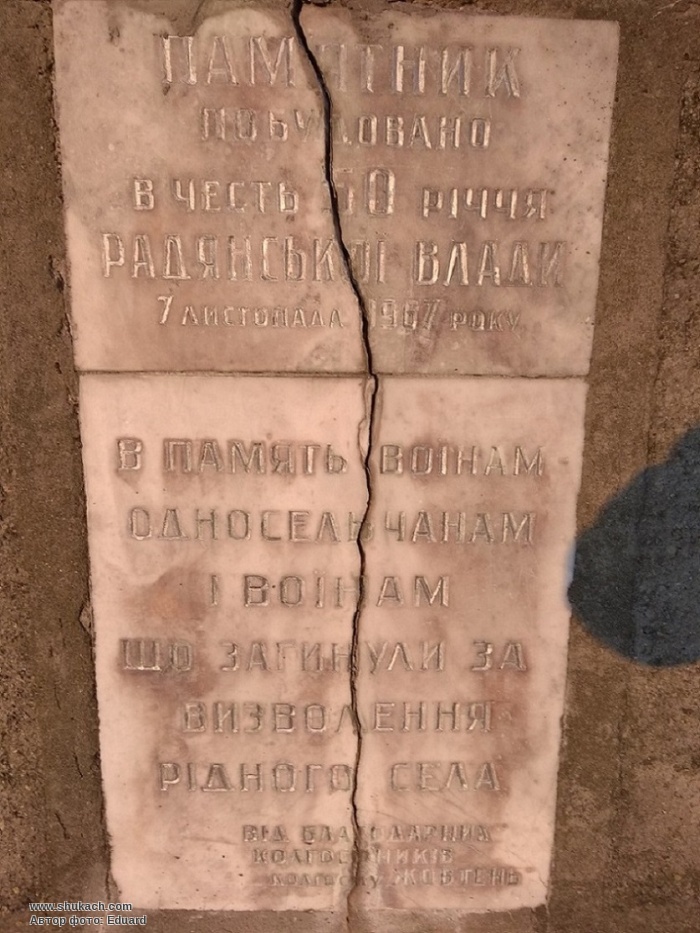 ПАМ'ЯТНИК
ПОБУДОВАНО
В ЧЕСТЬ 50 РІЧЧЯ
РАДЯНСЬКОЇ ВЛАДИ
7 ЛИСТОПАДА 1967 РОКУ
В ПАМЯТЬ ВОІНАМ
ОДНОСЕЛЬЧАНАМ
І ВОЇНАМ
ЩО ЗАГИНУЛИ ЗА
ВИЗВОЛЕННЯ
РІДНОГО СЕЛА
ВІД БЛАГОДАРНИХ
КОЛГОСПНИКІВ
КОЛГОСПУ ЖОВТЕНЬ
www.shukach.com
Автор фото: Eduard